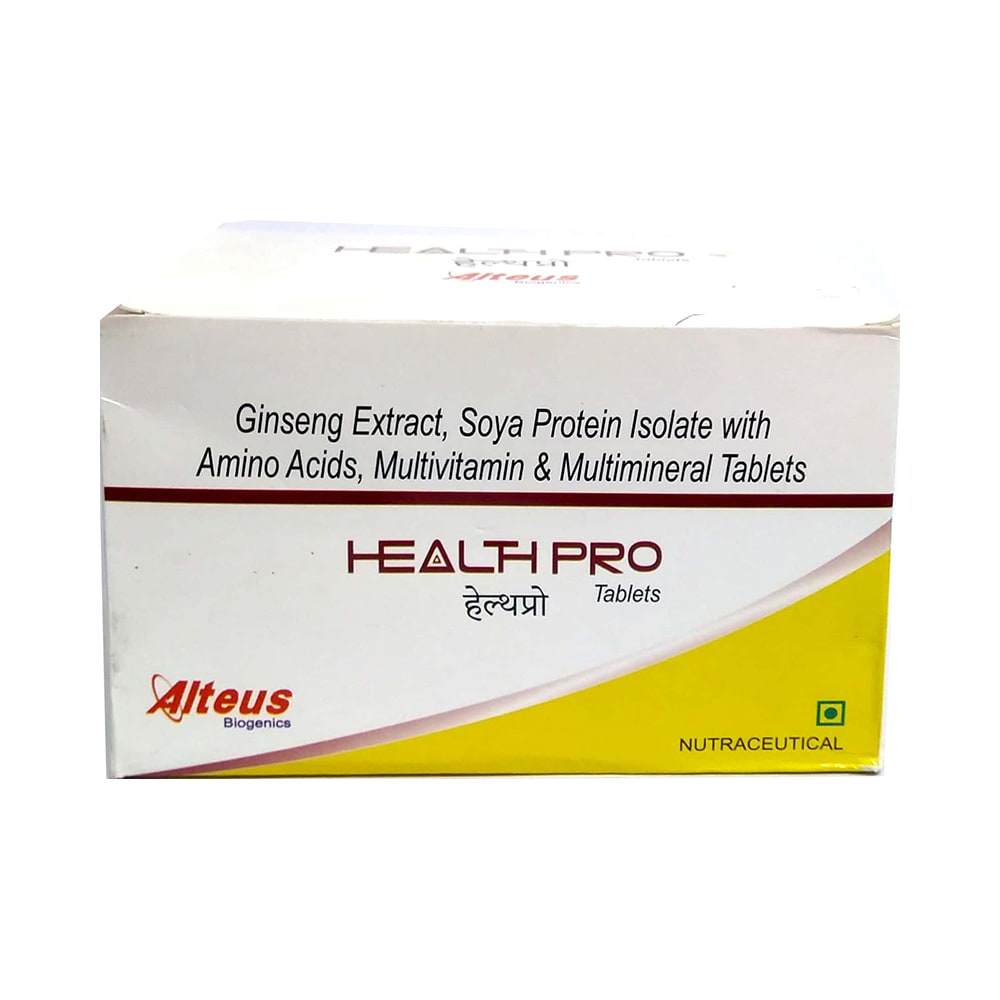 HEALTH PRO
Tablets
हेल्थप्रो
Alteus
Biogenics
Ginseng Extract, Soya Protein Isolate with
Amino Acids, Multivitamin & Multimineral Tablets
HEALTH PRO
हेल्थप्रो Tablets
Alteus
Biogenics
NUTRACEUTICAL